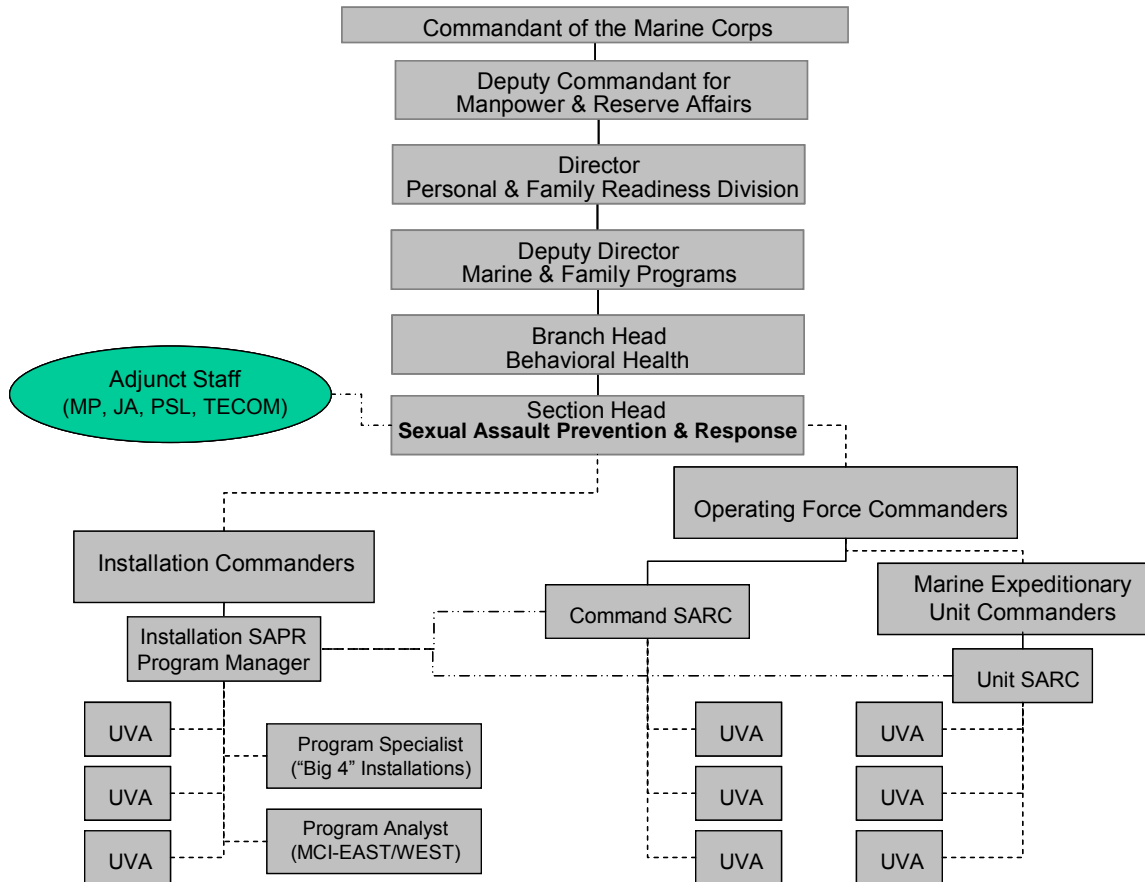 Commandant of the Marine Corps
Deputy Commandant for
Manpower & Reserve Affairs
Director
Personal & Family Readiness Division
Deputy Director
Marine & Family Programs
Branch Head
Behavioral Health
Adjunct Staff
(MP, JA, PSL, TECOM)
Section Head
Sexual Assault Prevention & Response
Operating Force Commanders
Installation Commanders
Marine Expeditionary
Unit Commanders
Command SARC
Installation SAPR
Program Manager
Unit SARC
UVA
Program Specialist
("Big 4" Installations)
UVA
UVA
UVA
UVA
UVA
Program Analyst
(MCI-EAST/WEST)
UVA
UVA
UVA